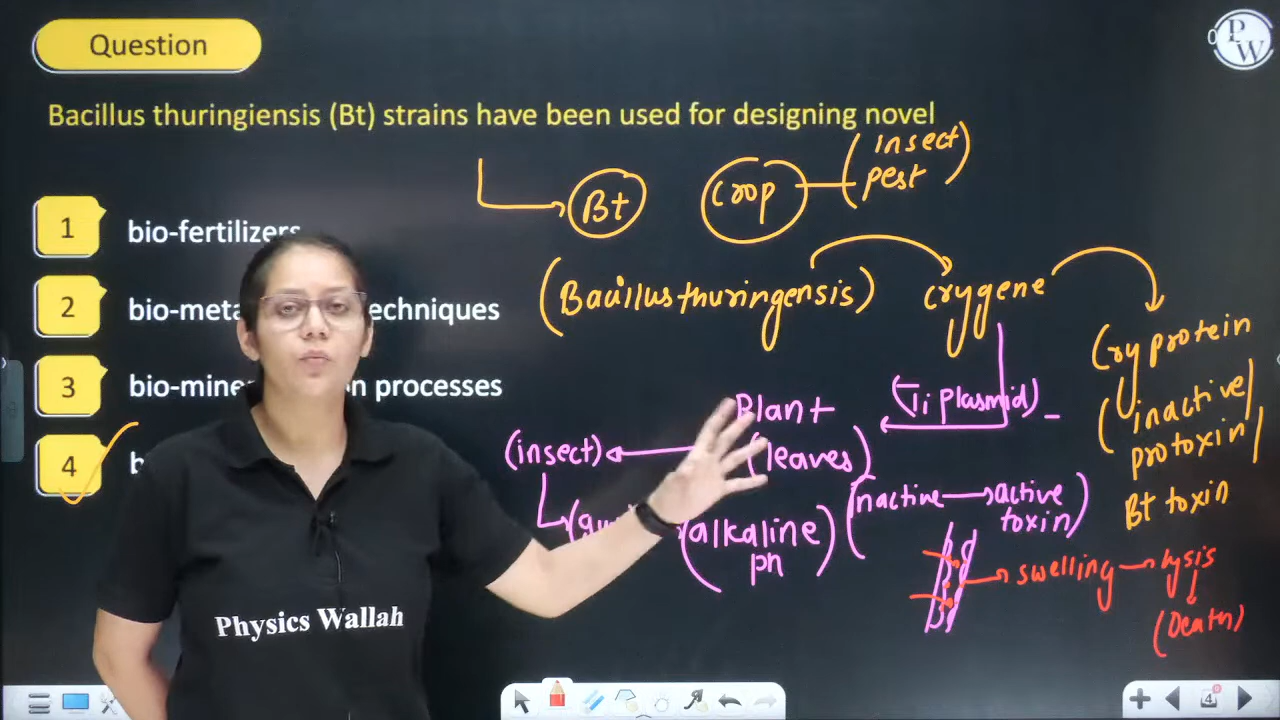 Question
PW
Bacillus thuringiensis (Bt) strains have been used for designing novel
1 bio-fertilizers
2 bio-meta echniques
3 bio-mine n processes
4 b
Bt
Crop
(insect
pest)
(Bacillus thuringensis)
crygene
Cry protein
(inactive/
protoxin)
Bt toxin
(Ti plasmid)
Plant
(leaves)
(insect)
(alkaline
pn)
(inactive active
toxin)
swelling
lysis
(Death)
Physics Wallah
4